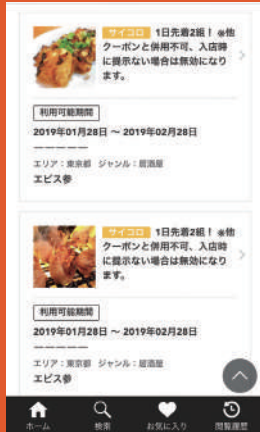 サイコロ 1日先着2組！※他
クーポンと併用不可、入店時
に提示ない場合は無効になり
ます。
利用可能期間
2019年01月28日 ～ 2019年02月28日
―――――
エリア：東京都 ジャンル：居酒屋
エビス参
サイコロ 1日先着2組！※他
クーポンと併用不可、入店時
に提示ない場合は無効になり
ます。
利用可能期間
2019年01月28日 ～ 2019年02月28日
―――――
エリア：東京都 ジャンル：居酒屋
エビス参
ホーム 検索 お気に入り 閲覧履歴